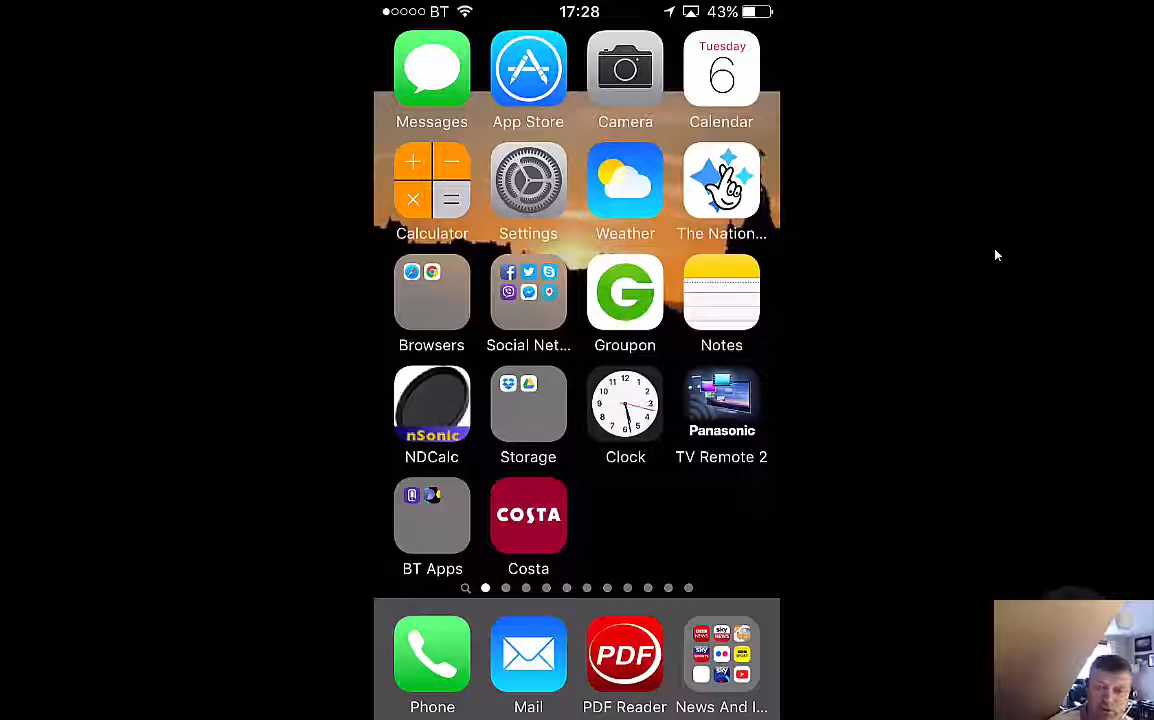 BT 17:28 43%
Tuesday
6
Messages App Store Camera Calendar
Calculator Settings Weather The Nation...
Browsers Social Net... Groupon Notes
nSonic
Panasonic
NDCalc Storage Clock TV Remote 2
COSTA
BT Apps Costa
PDF
Phone Mail PDF Reader News And I...